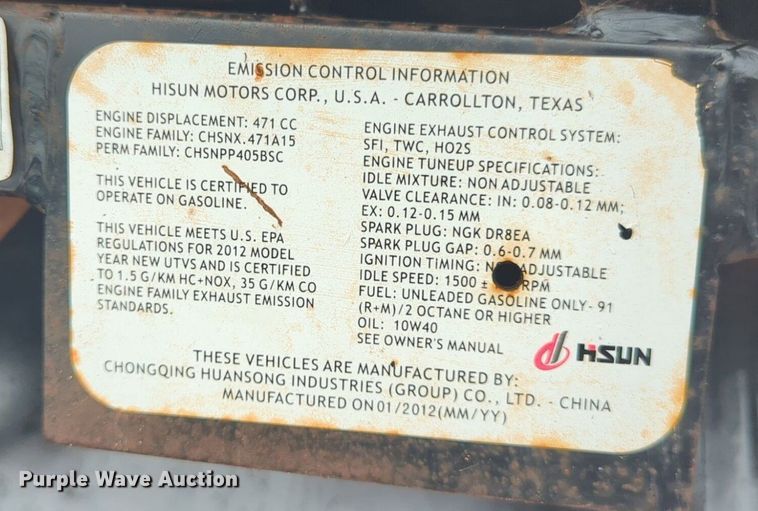 EMISSION CONTROL INFORMATION
HISUN MOTORS CORP., U.S.A. - CARROLLTON, TEXAS
ENGINE DISPLACEMENT: 471 CC
ENGINE FAMILY: CHSNX.471A15
PERM FAMILY: CHSNPP405BSC
THIS VEHICLE IS CERTIFIED TO
OPERATE ON GASOLINE.
THIS VEHICLE MEETS U.S. EPA
REGULATIONS FOR 2012 MODEL
YEAR NEW UTVS AND IS CERTIFIED
TO 1.5 G/KM HC+NOX, 35 G/KM CO
ENGINE FAMILY EXHAUST EMISSION
STANDARDS.
ENGINE EXHAUST CONTROL SYSTEM:
SFI, TWC, HO2S
ENGINE TUNEUP SPECIFICATIONS:
IDLE MIXTURE: NON ADJUSTABLE
VALVE CLEARANCE: IN: 0.08-0.12 MM;
EX: 0.12-0.15 MM
SPARK PLUG: NGK DR8EA
SPARK PLUG GAP: 0.6-0.7 MM
IGNITION TIMING: ADJUSTABLE
IDLE SPEED: 1500 ± RPM
FUEL: UNLEADED GASOLINE ONLY- 91
(R+M)/2 OCTANE OR HIGHER
OIL: 10W40
SEE OWNER'S MANUAL
HISUN
THESE VEHICLES ARE MANUFACTURED BY:
CHONGQING HUANSONG INDUSTRIES (GROUP) CO., LTD. - CHINA
MANUFACTURED ON 01/2012(MM/YY)
Purple Wave Auction